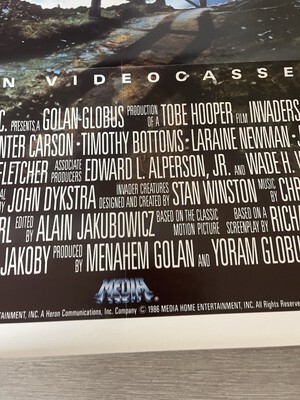 N VIDEOCASSE
C. PRESENTS A GOLAN-GLOBUS PRODUCTION OF A TOBE HOOPER FILM INVADERS
NTER CARSON · TIMOTHY BOTTOMS · LARAINE NEWMAN ·
FLETCHER ASSOCIATE PRODUCERS EDWARD L. ALPERSON, JR. AND WADE H.
BY JOHN DYKSTRA INVADER CREATURES DESIGNED AND CREATED BY STAN WINSTON MUSIC BY CHR
RL EDITED BY ALAIN JAKUBOWICZ BASED ON THE CLASSIC MOTION PICTURE BASED ON A SCREENPLAY BY RICH
JAKOBY PRODUCED BY MENAHEM GOLAN AND YORAM GLOBU
MEDIA
TAINMENT, INC. A Heron Communications, Inc. Company © 1986 MEDIA HOME ENTERTAINMENT, INC. All Rights Reserved